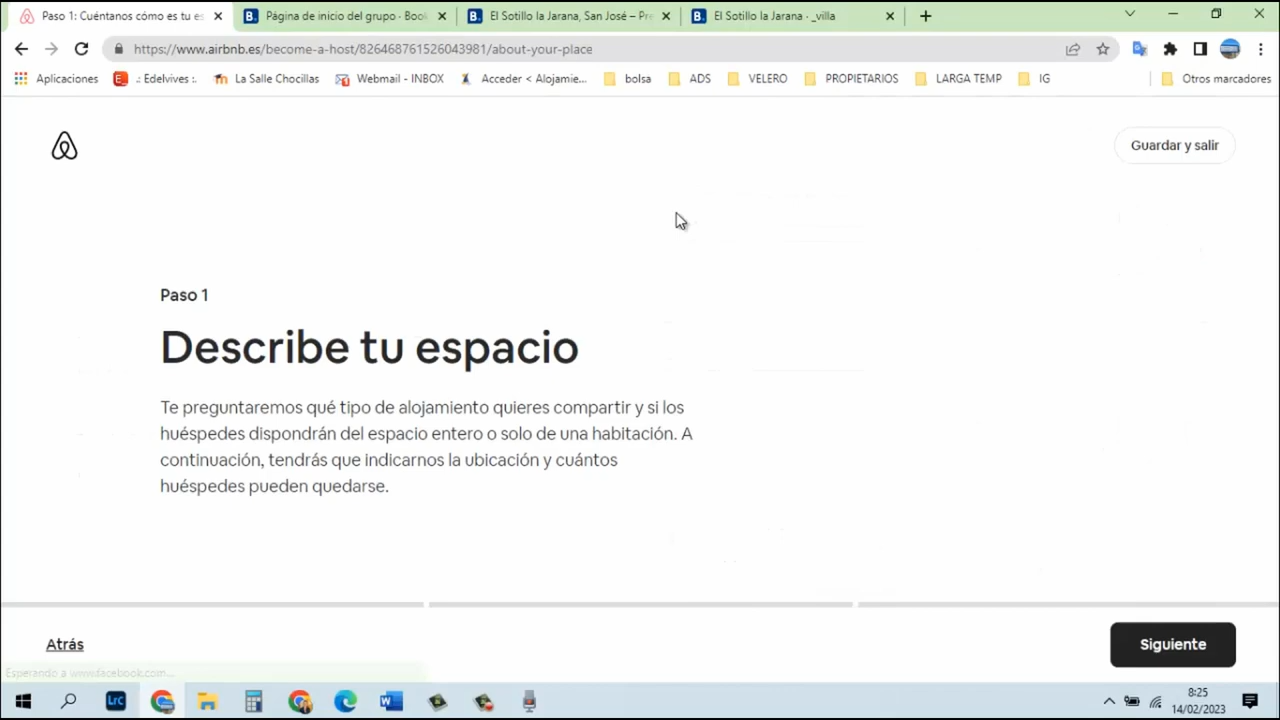 Paso 1: Cuéntanos cómo es tu es
Página de inicio del grupo · Book
El Sotillo la Jarana, San José – Pre
El Sotillo la Jarana · _villa
https://www.airbnb.es/become-a-host/826468761526043981/about-your-place
Aplicaciones
.: Edelvives :.
La Salle Chocillas
Webmail - INBOX
Acceder < Alojamie...
bolsa
ADS
VELERO
PROPIETARIOS
LARGA TEMP
IG
Otros marcadores
Guardar y salir
Paso 1
Describe tu espacio
Te preguntaremos qué tipo de alojamiento quieres compartir y si los
huéspedes dispondrán del espacio entero o solo de una habitación. A
continuación, tendrás que indicarnos la ubicación y cuántos
huéspedes pueden quedarse.
Atrás
Siguiente
Esperando a www.facebook.com...
LrC
8:25
14/02/2023